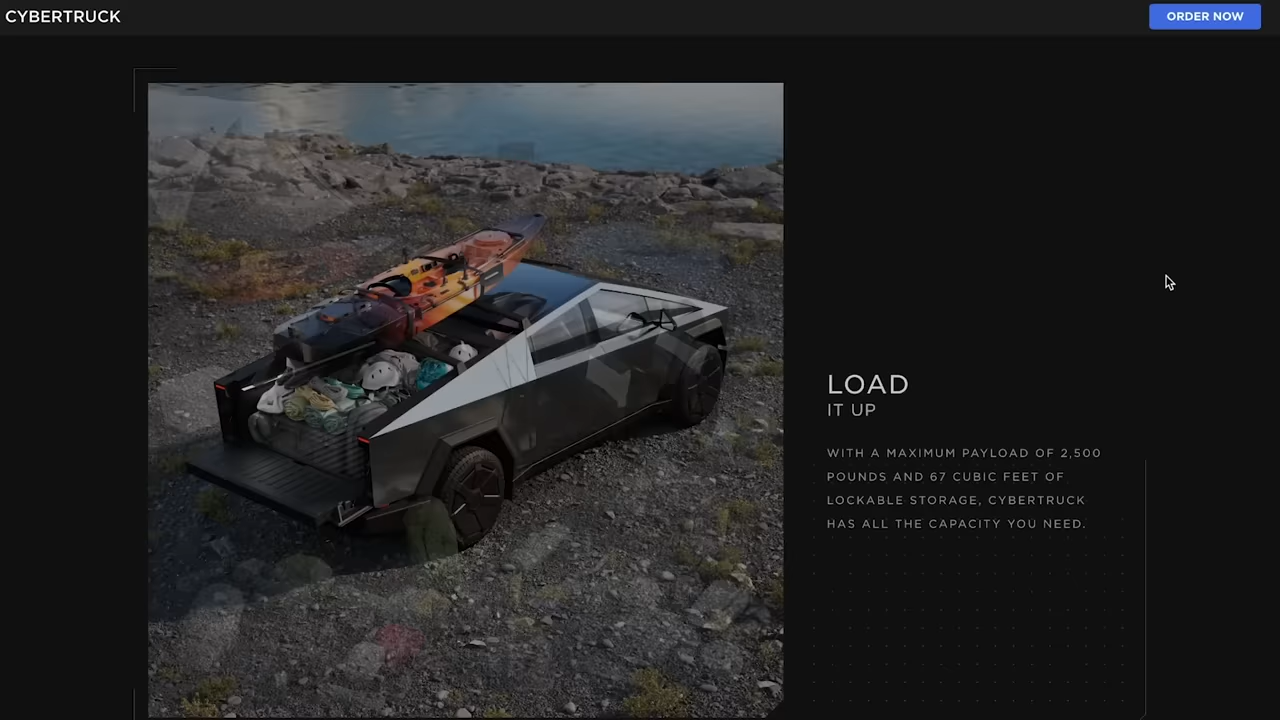 CYBERTRUCK
ORDER NOW
LOAD
IT UP
WITH A MAXIMUM PAYLOAD OF 2,500
POUNDS AND 67 CUBIC FEET OF
LOCKABLE STORAGE, CYBERTRUCK
HAS ALL THE CAPACITY YOU NEED.